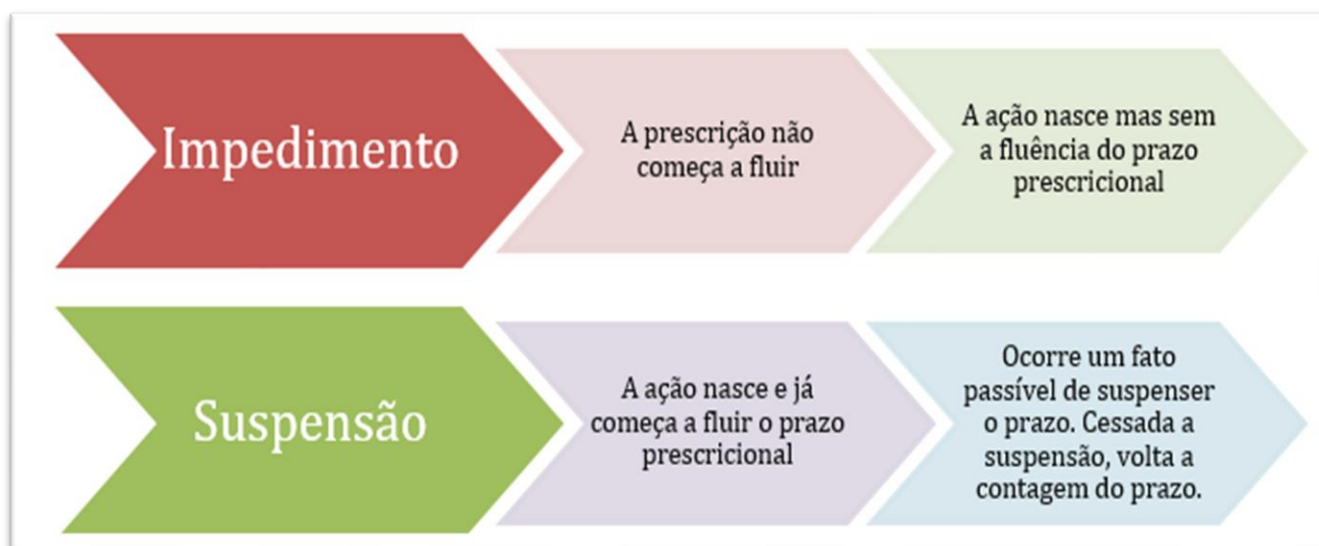 Impedimento
A prescrição não
começa a fluir
A ação nasce mas sem
a fluência do prazo
prescricional
Suspensão
A ação nasce e já
começa a fluir o prazo
prescricional
Ocorre um fato
passível de suspenser
o prazo. Cessada a
suspensão, volta a
contagem do prazo.